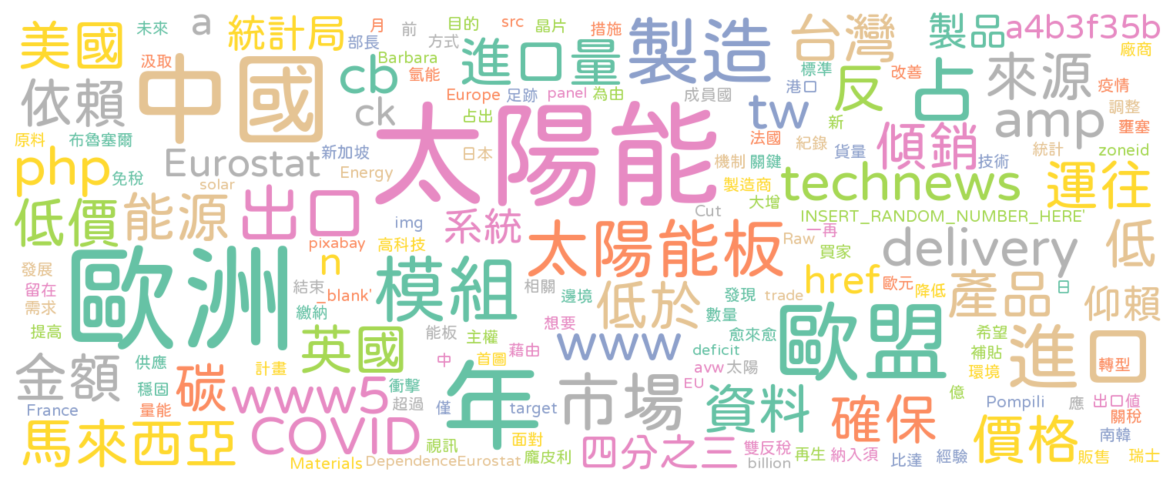 美國
未來
a
統計局
月
部長
前
方式
目的
src
晶片
措施
台灣
製品
a4b3f35b
廠商
汲取
中國
cb
Barbara
氫能
進口量
製造
標準
改善
反
占
來源
港口
疫情
依賴
ck
Europe
足跡
panel
為由
成員國
tw
amp
調整
原料
布魯塞爾
太陽能
占出
法國
紀錄
新
貨量
傾銷
壅塞
php
免稅
Eurostat
新加坡
日本
機制
關鍵
技術
統計
zoneid
Energy
solar
製造商
大增
technews
運往
低價
能源
出口
img
系統
Cut
INSERT_RANDOM_NUMBER_HERE'
pixabay
高科技
太陽能板
Raw
一再
買家
delivery
低
發展
留在
需求
歐洲
n
_blank'
結束
繳納
模組
相關
邊境
低於
發現
trade
數量
href
歐元
降低
產品
日
仰賴
提高
英國
能板
主權
想要
www
愈來愈
deficit
歐盟
希望
補貼
環境
進口
轉型
金額
供應
穩固
量能
碳
計畫
中
首圖
藉由
年
市場
avw
太陽
EU
資料
億
France
www5
衝擊
超過
僅
target
確保
Pompili
應
出口值
關稅
南韓
馬來西亞
COVID
視訊
面對
龐皮利
四分之三
雙反稅
billion
再生
納入須
比達
經驗
價格
販售
瑞士
Materials
DependenceEurostat